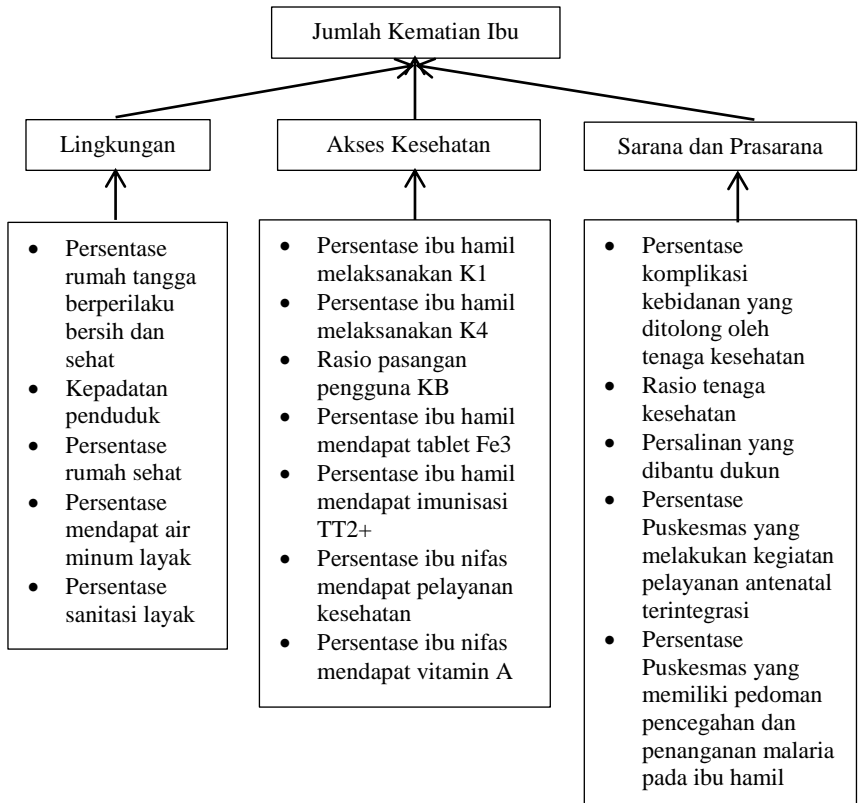 Jumlah Kematian Ibu
Lingkungan
Akses Kesehatan
Sarana dan Prasarana
• Persentase
rumah tangga
berperilaku
bersih dan
sehat
• Kepadatan
penduduk
• Persentase
rumah sehat
• Persentase
mendapat air
minum layak
• Persentase
sanitasi layak
• Persentase ibu hamil
melaksanakan K1
• Persentase ibu hamil
melaksanakan K4
• Rasio pasangan
pengguna KB
• Persentase ibu hamil
mendapat tablet Fe3
• Persentase ibu hamil
mendapat imunisasi
TT2+
• Persentase ibu nifas
mendapat pelayanan
kesehatan
• Persentase ibu nifas
mendapat vitamin A
• Persentase
komplikasi
kebidanan yang
ditolong oleh
tenaga kesehatan
• Rasio tenaga
kesehatan
• Persalinan yang
dibantu dukun
• Persentase
Puskesmas yang
melakukan kegiatan
pelayanan antenatal
terintegrasi
• Persentase
Puskesmas yang
memiliki pedoman
pencegahan dan
penanganan malaria
pada ibu hamil